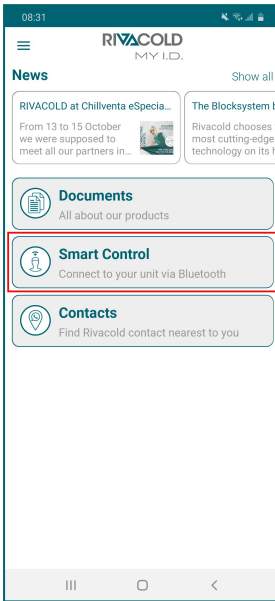 08:31
RIVACOLD
MY I.D.
News
Show all
RIVACOLD at Chillventa eSpecia...
From 13 to 15 October
we were supposed to
meet all our partners in...
The Blocksystem b
Rivacold chooses
most cutting-edge
technology on its h
Documents
All about our products
Smart Control
Connect to your unit via Bluetooth
Contacts
Find Rivacold contact nearest to you